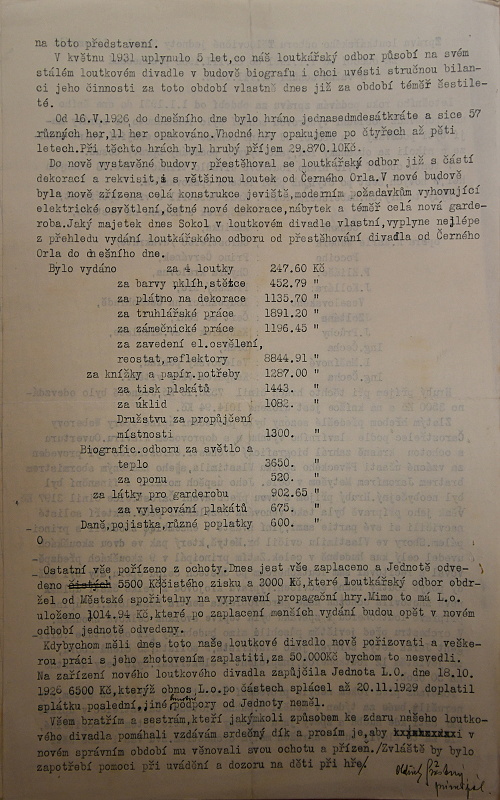 na toto představení.
V květnu 1931 uplynulo 5 let,co náš loutkářský odbor působí na svém
stálém loutkovém divadle v budově biografu i chci uvésti stručnou bilan-
ci jeho činnosti za toto období vlastně dnes již za období téměř šestile-
té.
Od 16.V.1926 do dnešního dne bylo hráno jednasedmdesátkráte a sice 57
různých her,11 her opakováno.Vhodné hry opakujeme po čtyřech až pěti
letech.Při těchto hrách byl hrubý příjem 29.870.10Kč.
Do nově vystavěné budovy přestěhoval se loutkářský odbor již s částí
dekorací a rekvisit,i s většinou loutek od Černého Orla.V nové budově
byla nově zřízena celá konstrukce jeviště,moderním požadavkům vyhovující
elektrické osvětlení,četné nové dekorace,nábytek a téměř celá nová garde-
roba.Jaký majetek dnes Sokol v loutkovém divadle vlastní,vyplyne nejlépe
z přehledu vydání loutkářského odboru od přestěhování divadla od Černého
Orla do dnešního dne.
Bylo vydáno za 4 loutky 247.60 Kč
za barvy ,klíh,stětce 452.79 "
za plátno na dekorace 1135.70 "
za truhlářské práce 1891.20 "
za zámečnické práce 1196.45 "
za zavedení el.osvělení,
reostat,reflektory 8844.91 "
za knížky a papír.potřeby 1287.00 "
za tisk plakátů 1443. "
za úklid 1082. "
Družstvu za propůjčení
místnosti 1300. "
Biografic.odboru za světlo a
teplo 3650. "
za oponu 520. "
za látky pro garderobu 902.65 "
za vylepování plakátů 675. "
Daně,pojistka,různé poplatky 600. "
O
Ostatní vše pořízeno z ochoty.Dnes jest vše zaplaceno a Jednotě odve-
deno čistých 5500 Kč čistého zisku a 2000 Kč,které Loutkářský odbor obdr-
žel od Městské spořitelny na vypravení propagační hry.Mimo to má L.o.
uloženo 1014.94 Kč,které po zaplacení menších vydání budou opět v novém
odbobí jednotě odvedeny.
Kdybychom měli dnes toto naše loutkové divadlo nově pořizovati a veške-
rou práci s jeho zhotovením zaplatiti,za 50.000Kč bychom to nesvedli.
Na zařízení nového loutkového divadla zapůjčila Jednota L.O. dne 18.10.
1926 6500 Kč,kterýž obnos L.o.po částech splácel až 20.11.1929 doplatil
splátku poslední,jiné podpory od Jednoty neměl.
Všem bratřím a sestrám,kteří jakýmkoli způsobem ke zdaru našeho loutko-
vého divadla pomáhali vzdávám srdečný dík a prosím je,aby xxxxxxxxi v
novém správním období mu věnovali svou ochotu a přízeň./Zvláště by bylo
zapotřebí pomoci při uvádění a dozoru na děti při hře/